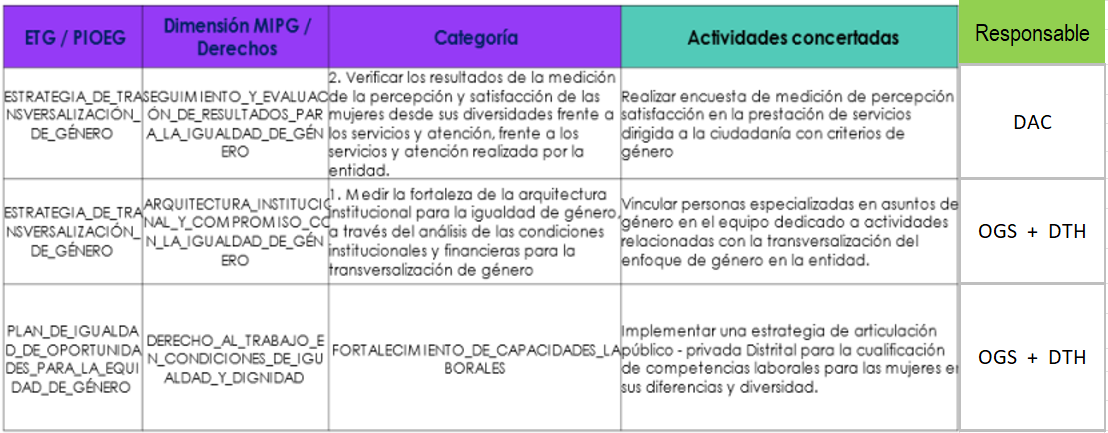 ETG / PIOEG
Dimensión MIPG /
Derechos
Categoría
Actividades concertadas
Responsable
ESTRATEGIA_DE_TRA
NSVERSALIZACIÓN_
DE_GÉNERO
SEGUIMIENTO_Y_EVALUAC
IÓN_DE_RESULTADOS_PAR
A_LA_IGUALDAD_DE_GÉN
ERO
2. Verificar los resultados de la medición
de la percepción y satisfacción de las
mujeres desde sus diversidades frente a
los servicios y atención, frente a los
servicios y atención realizada por la
entidad.
Realizar encuesta de medición de percepción
satisfacción en la prestación de servicios
dirigida a la ciudadanía con criterios de
género
DAC
ESTRATEGIA_DE_TRA
NSVERSALIZACIÓN_
DE_GÉNERO
ARQUITECTURA_INSTITUCIO
NAL_Y_COMPROMISO_CO
N_LA_IGUALDAD_DE_GÉN
ERO
1. Medir la fortaleza de la arquitectura
institucional para la igualdad de género,
a través del análisis de las condiciones
institucionales y financieras para la
transversalización de género
Vincular personas especializadas en asuntos de
género en el equipo dedicado a actividades
relacionadas con la transversalización del
enfoque de género en la entidad.
OGS + DTH
PLAN_DE_IGUALDA
D_DE_OPORTUNIDA
DES_PARA_LA_EQUI
DAD_DE_GÉNERO
DERECHO_AL_TRABAJO_E
N_CONDICIONES_DE_IGU
ALDAD_Y_DIGNIDAD
FORTALECIMIENTO_DE_CAPACIDADES_LA
BORALES
Implementar una estrategia de articulación
público - privada Distrital para la cualificación
de competencias laborales para las mujeres en
sus diferencias y diversidad.
OGS + DTH